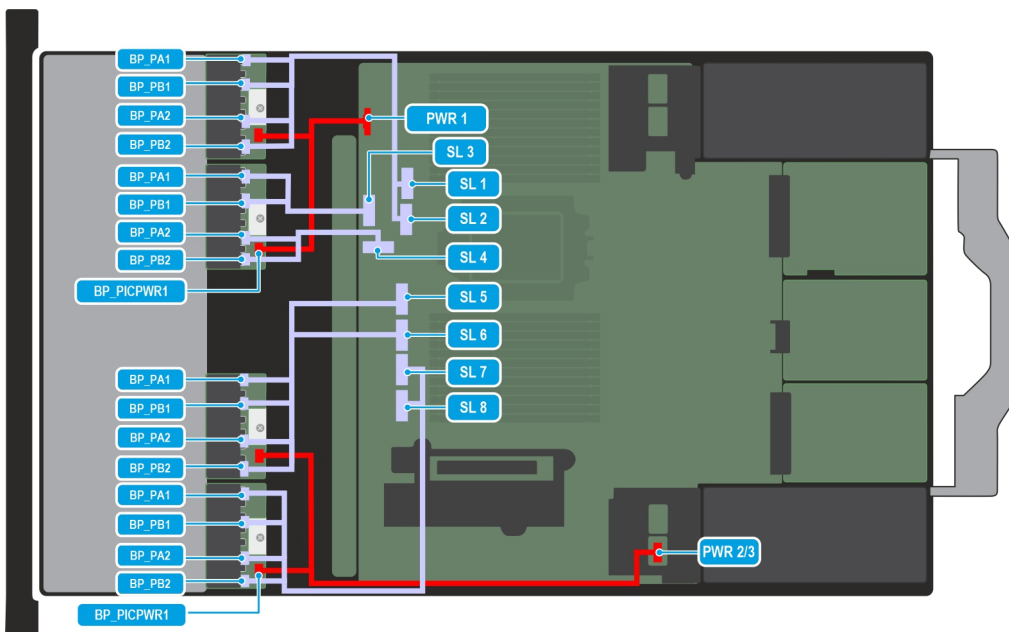 BP_PA1
BP_PB1
BP_PA2
BP_PB2
BP_PA1
BP_PB1
BP_PA2
BP_PB2
BP_PICPWR1
PWR 1
SL 3
SL 1
SL 2
SL 4
SL 5
SL 6
SL 7
SL 8
BP_PA1
BP_PB1
BP_PA2
BP_PB2
BP_PA1
BP_PB1
BP_PA2
BP_PB2
BP_PICPWR1
PWR 2/3